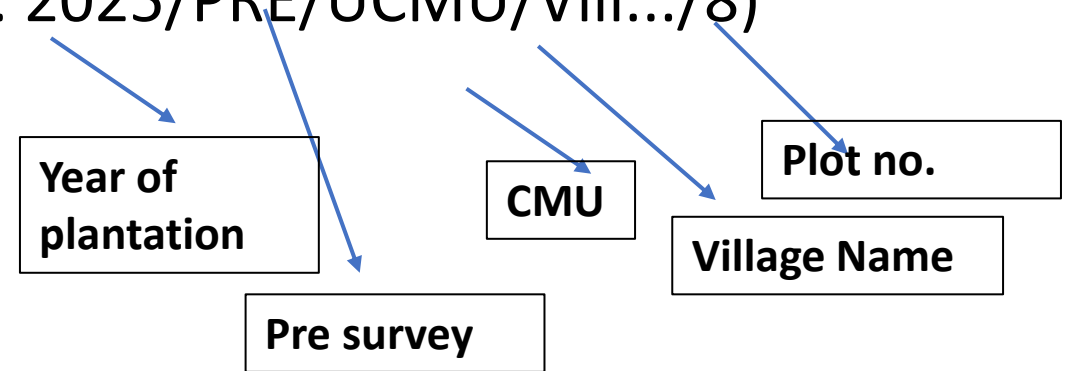 . 2025/PRE/UCMU/Vill.../8)
Year of
plantation
CMU
Plot no.
Village Name
Pre survey